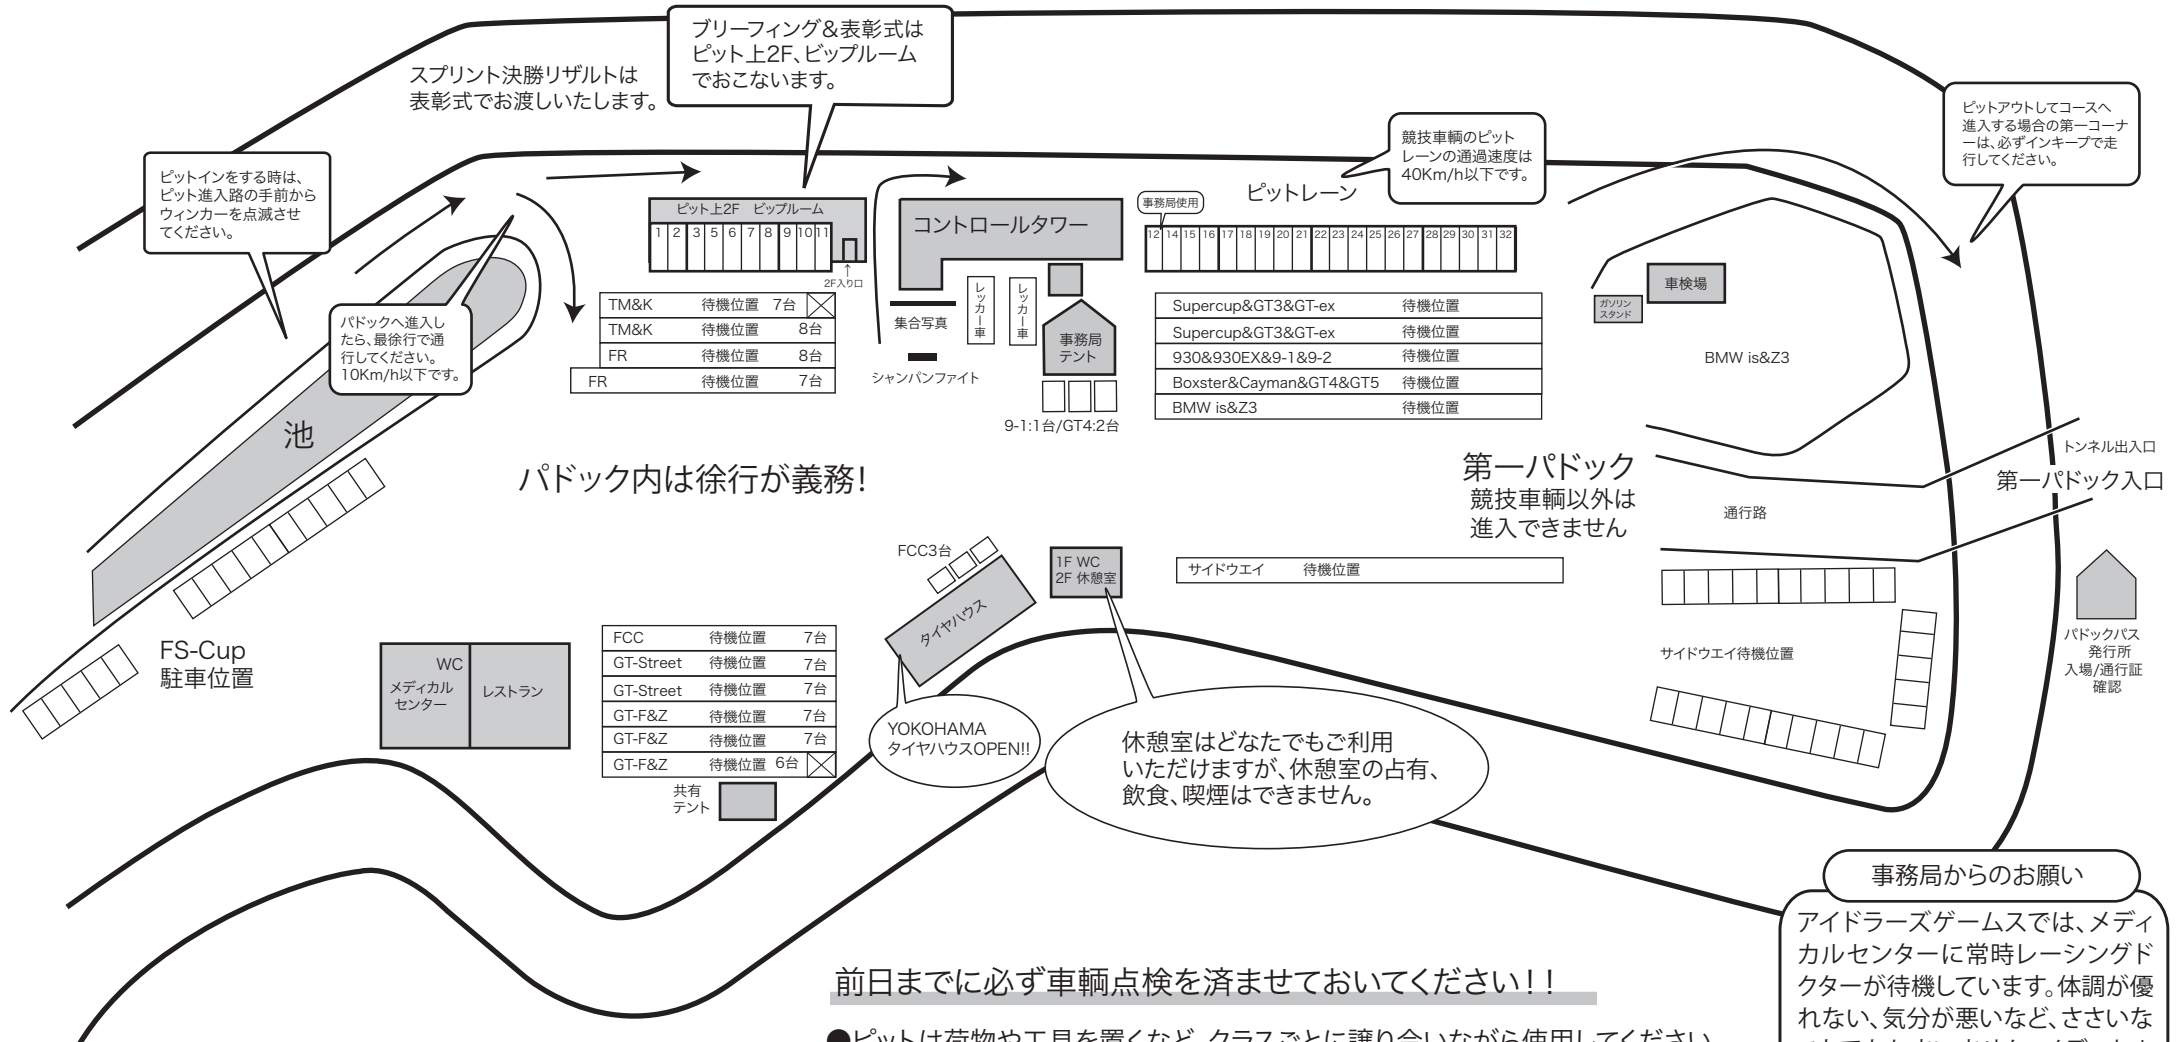 ブリーフィング&表彰式は
ピット上2F、ビップルーム
でおこないます。
スプリント決勝リザルトは
表彰式でお渡しいたします。
ピットアウトしてコースへ
進入する場合の第一コーナ
ーは、必ずインキープで走
行してください。
競技車輌のピット
レーンの通過速度は
40Km/h以下です。
ピットインをする時は、
ピット進入路の手前から
ウィンカーを点滅させ
てください。
ピットレーン
事務局使用
ピット上2F ビップルーム
1 2 3 5 6 7 8 9 10 11
2F入り口
コントロールタワー
12 14 15 16 17 18 19 20 21 22 23 24 25 26 27 28 29 30 31 32
車検場
ガソリン
スタンド
BMW is&Z3
パドックへ進入し
たら、最徐行で通
行してください。
10Km/h以下です。
TM&K 待機位置 7台
TM&K 待機位置 8台
FR 待機位置 8台
FR 待機位置 7台
集合写真
シャンパンファイト
レッカー車
レッカー車
事務局
テント
9-1:1台/GT4:2台
Supercup&GT3&GT-ex 待機位置
Supercup&GT3&GT-ex 待機位置
930&930EX&9-1&9-2 待機位置
Boxster&Cayman&GT4&GT5 待機位置
BMW is&Z3 待機位置
池
パドック内は徐行が義務!
第一パドック
競技車輌以外は
進入できません
トンネル出入口
第一パドック入口
通行路
FCC3台
タイヤハウス
1F WC
2F 休憩室
サイドウエイ 待機位置
FS-Cup
駐車位置
WC
メディカル
センター
レストラン
FCC 待機位置 7台
GT-Street 待機位置 7台
GT-Street 待機位置 7台
GT-F&Z 待機位置 7台
GT-F&Z 待機位置 7台
GT-F&Z 待機位置 6台
共有
テント
YOKOHAMA
タイヤハウスOPEN!!
休憩室はどなたでもご利用
いただけますが、休憩室の占有、
飲食、喫煙はできません。
サイドウエイ待機位置
パドックパス
発行所
入場/通行証
確認
事務局からのお願い
アイドラーズゲームスでは、メディ
カルセンターに常時レーシングド
クターが待機しています。体調が優
れない、気分が悪いなど、ささいな
前日までに必ず車輌点検を済ませておいてください!!
●ピットは荷物や工具を置くなど、クラスごとに譲り合いながら使用してください